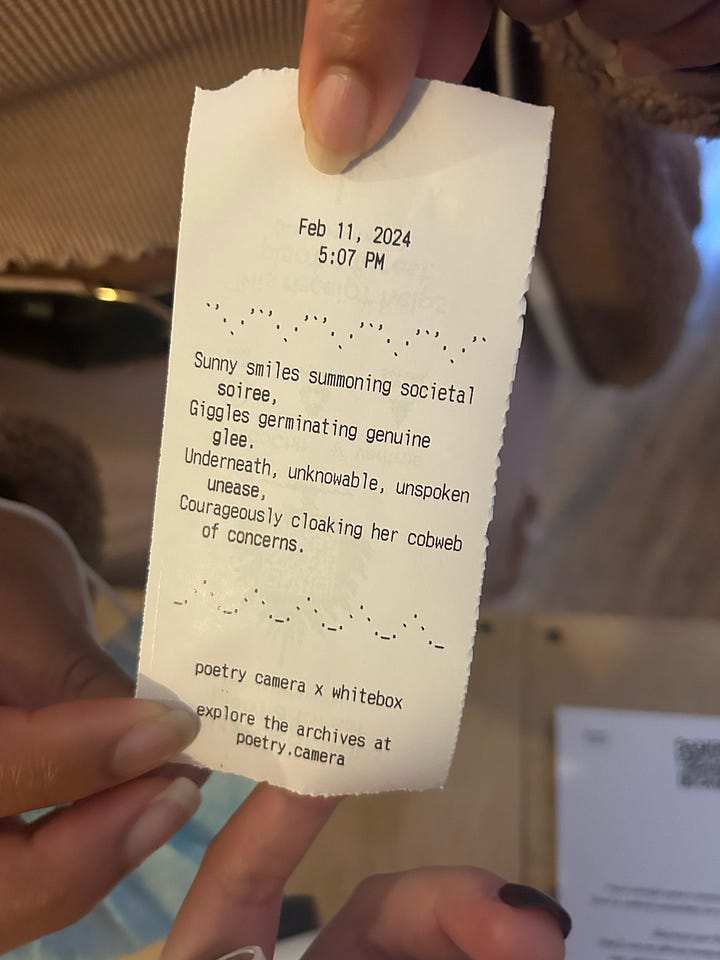 Feb 11, 2024
5:07 PM
Sunny smiles summoning societal
soiree,
Giggles germinating genuine
glee.
Underneath, unknowable, unspoken
unease,
Courageously cloaking her cobweb
of concerns.
poetry camera x whitebox
explore the archives at
poetry.camera